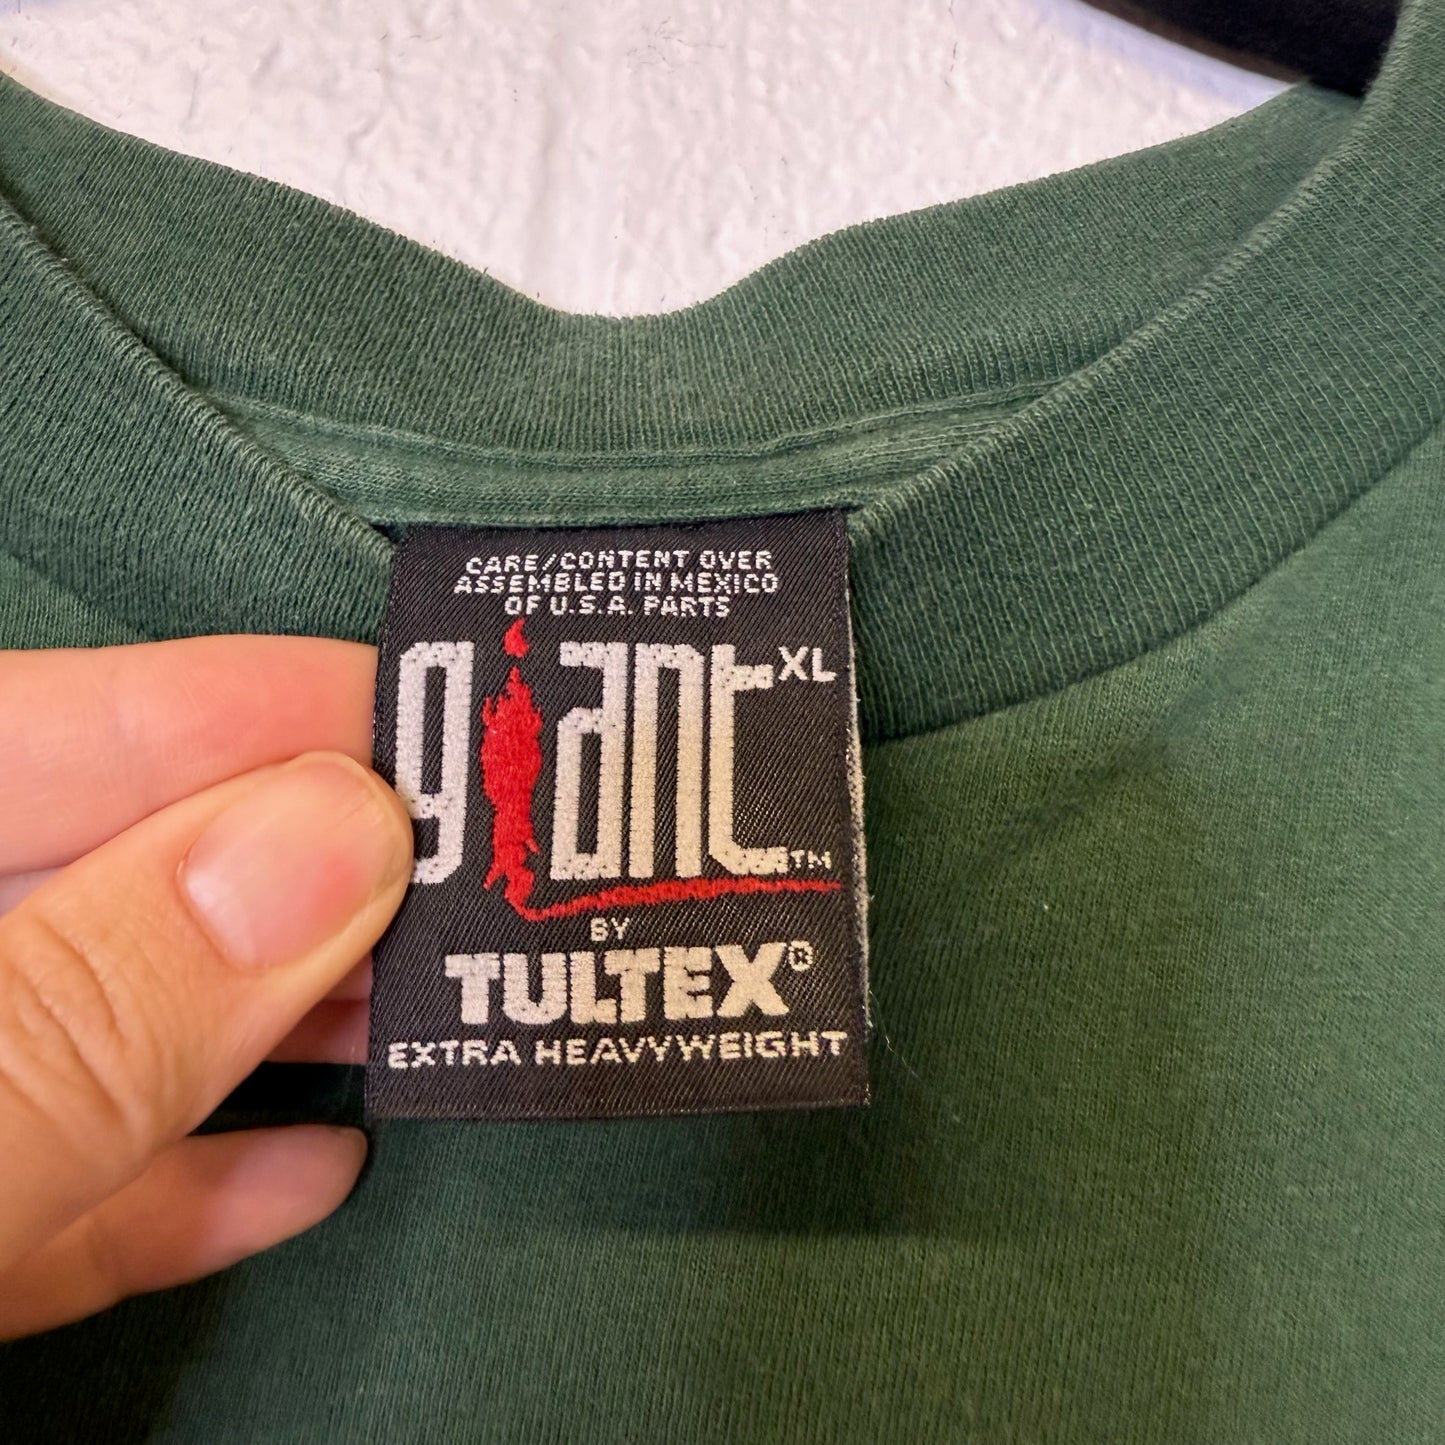 CARE/CONTENT OVER
ASSEMBLED IN MEXICO
OF U.S.A. PARTS
giant XL
TM
BY
TULTEX®
EXTRA HEAVYWEIGHT